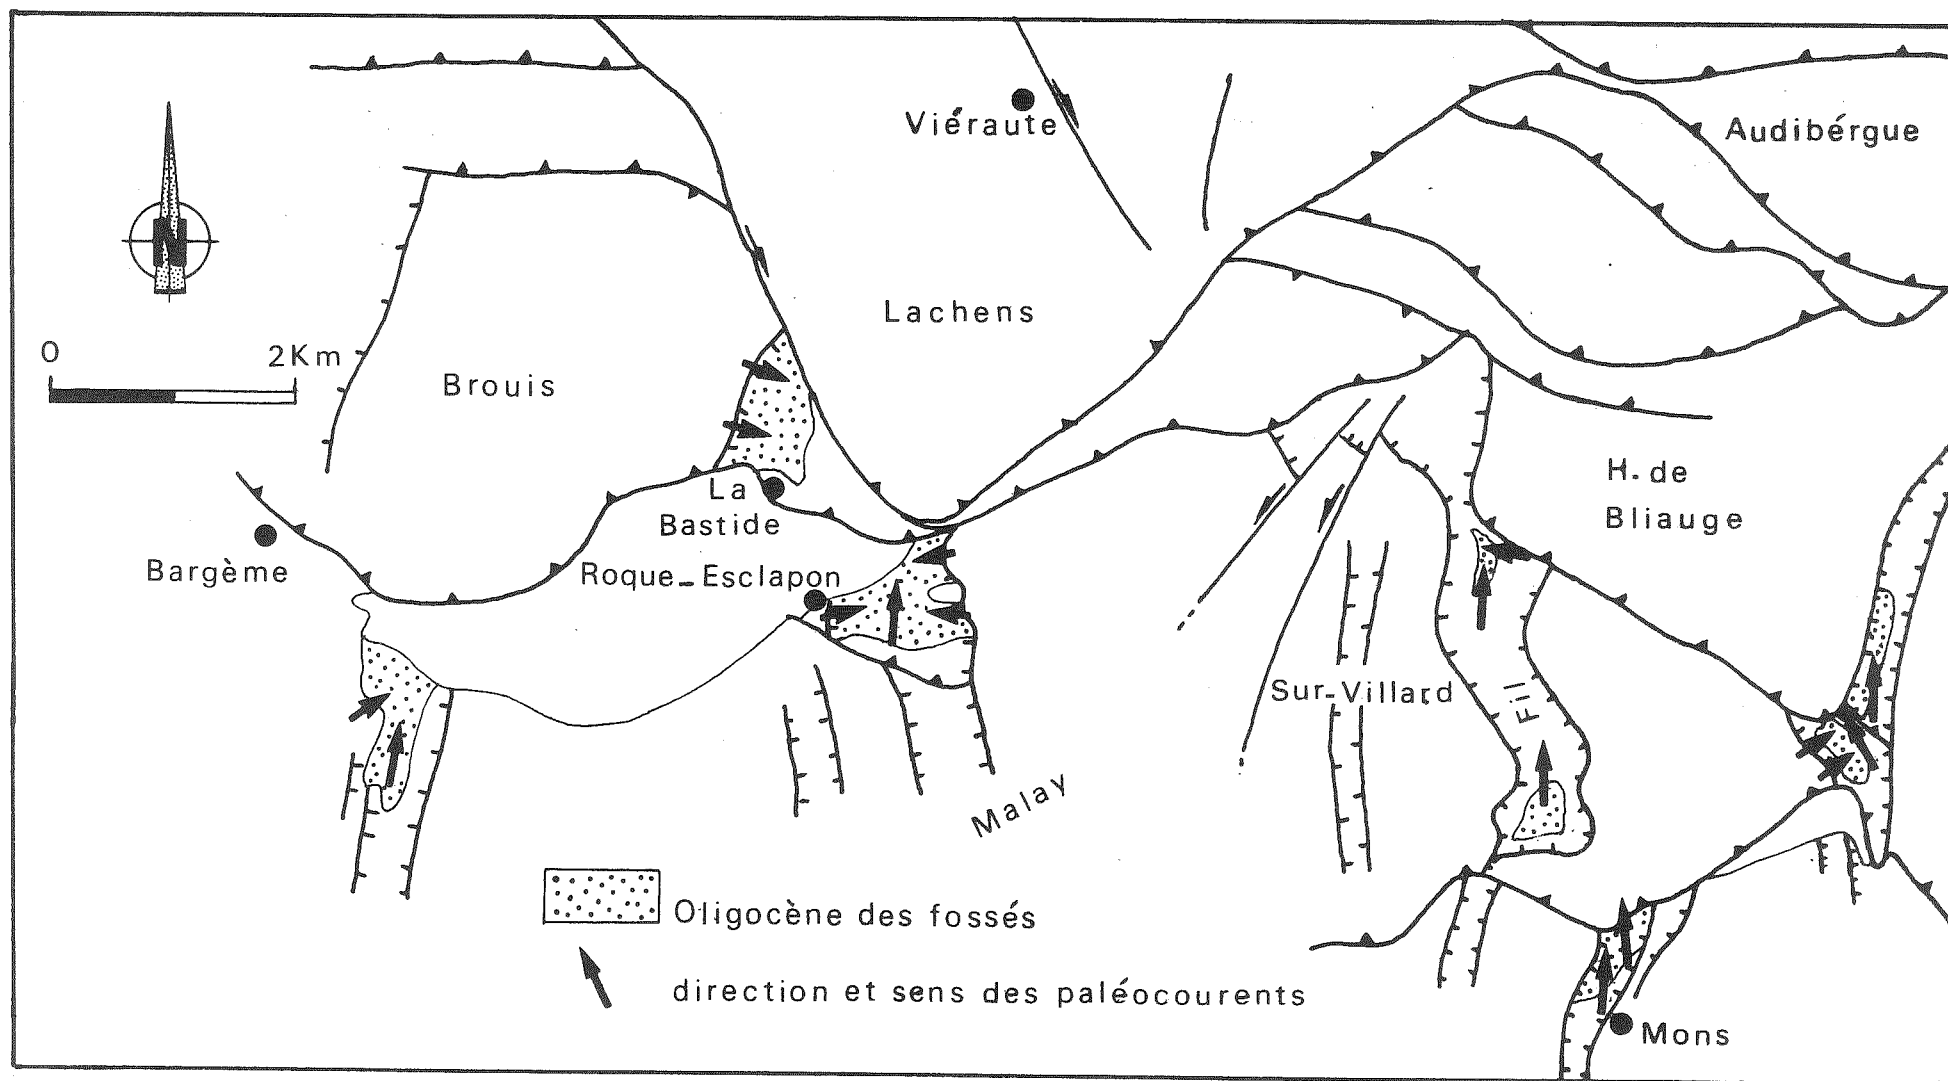 Viéraute
Audibérgue
N
0 2Km
Lachens
Brouis
La
Bastide
H. de
Bliauge
Bargème
Roque-Esclapon
Sur-Villard
Fil
Malay
Oligocène des fossés
direction et sens des paléocourents
Mons